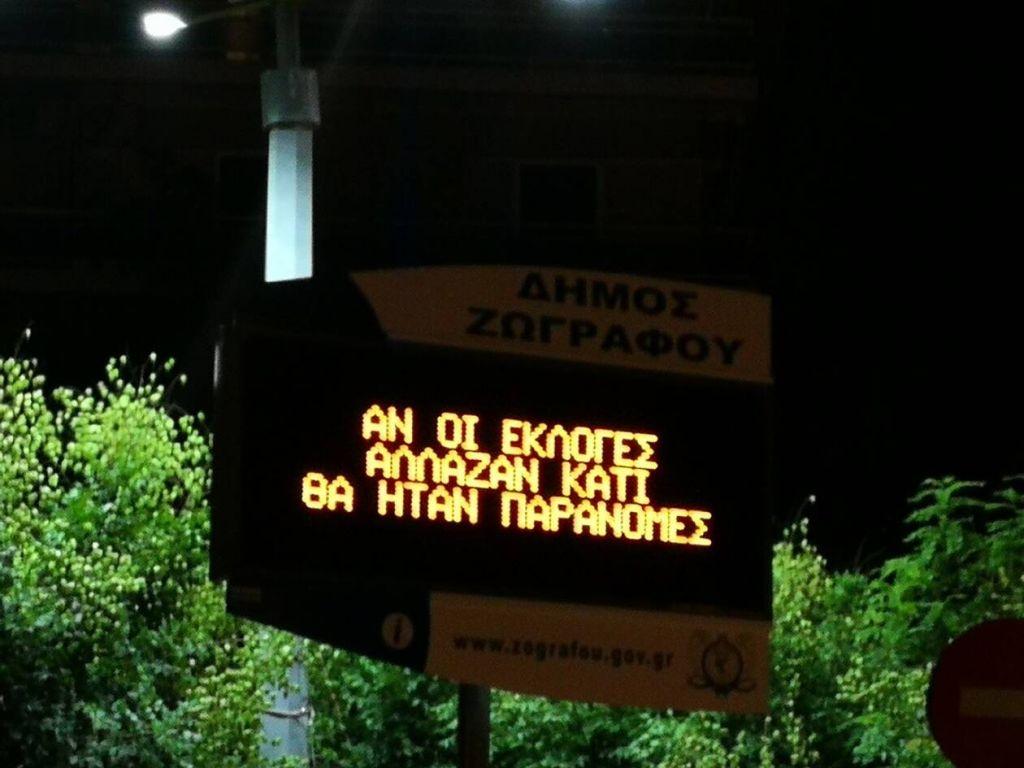 ΔΗΜΟΣ
ΖΩΓΡΑΦΟΥ
ΑΝ ΟΙ ΕΚΛΟΓΕΣ
ΑΛΛΑΖΑΝ ΚΑΤΙ
ΘΑ ΗΤΑΝ ΠΑΡΑΝΟΜΕΣ
i
www.zografou.gov.gr